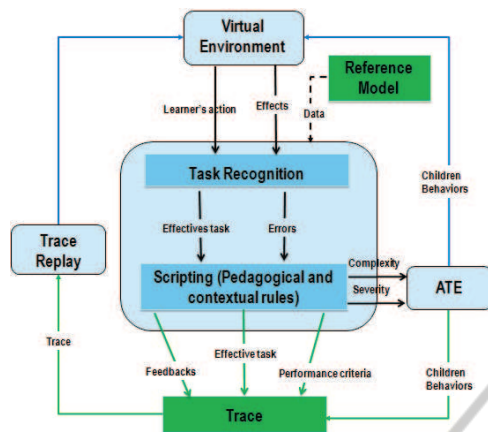 Virtual
Environment
Reference
Model
Learner's action
Effects
Data
Task Recognition
Children
Behaviors
Effectives task
Errors
Trace
Replay
Scripting (Pedagogical and
contextual rules)
Complexity
Severity
ATE
Trace
Feedbacks
Effective task
Performance criteria
Children
Behaviors
Trace